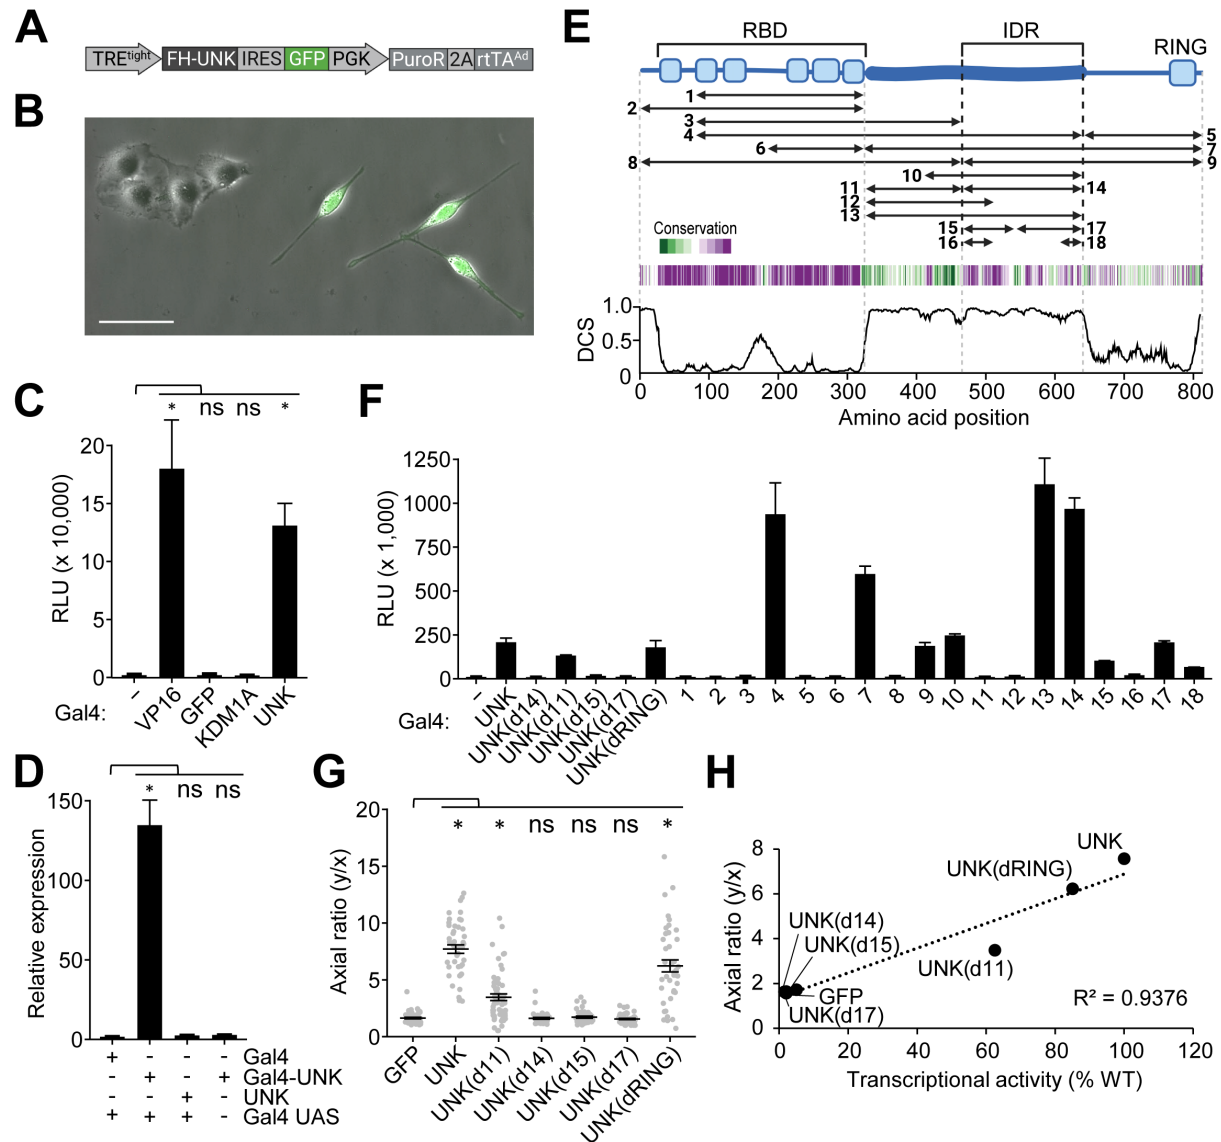 A
TREtight FH-UNK IRES GFP PGK PuroR 2A rtTAAd
B
C
* ns ns *
RLU (x 10,000)
20
15
10
5
0
Gal4:
– VP16 GFP KDM1A UNK
D
* ns ns
Relative expression
150
100
50
0
+ - - - Gal4
- + - + Gal4-UNK
- - + - UNK
+ + + - Gal4 UAS
E
RBD IDR RING
1
2
3
4 5
6 7
8 9
10
11 14
12
13
15 17
16 18
Conservation
DCS
1.0
0.5
0
0 100 200 300 400 500 600 700 800
Amino acid position
F
RLU (x 1,000)
1250
1000
750
500
250
0
Gal4:
- UNK UNK(d14) UNK(d11) UNK(d15) UNK(d17) UNK(dRING) 1 2 3 4 5 6 7 8 9 10 11 12 13 14 15 16 17 18
G
* * ns ns ns *
Axial ratio (y/x)
20
15
10
5
0
GFP UNK UNK(d11) UNK(d14) UNK(d15) UNK(d17) UNK(dRING)
H
Axial ratio (y/x)
8
6
4
2
0
UNK
UNK(dRING)
UNK(d14)
UNK(d15)
UNK(d11)
GFP
UNK(d17)
R² = 0.9376
0 20 40 60 80 100 120
Transcriptional activity (% WT)